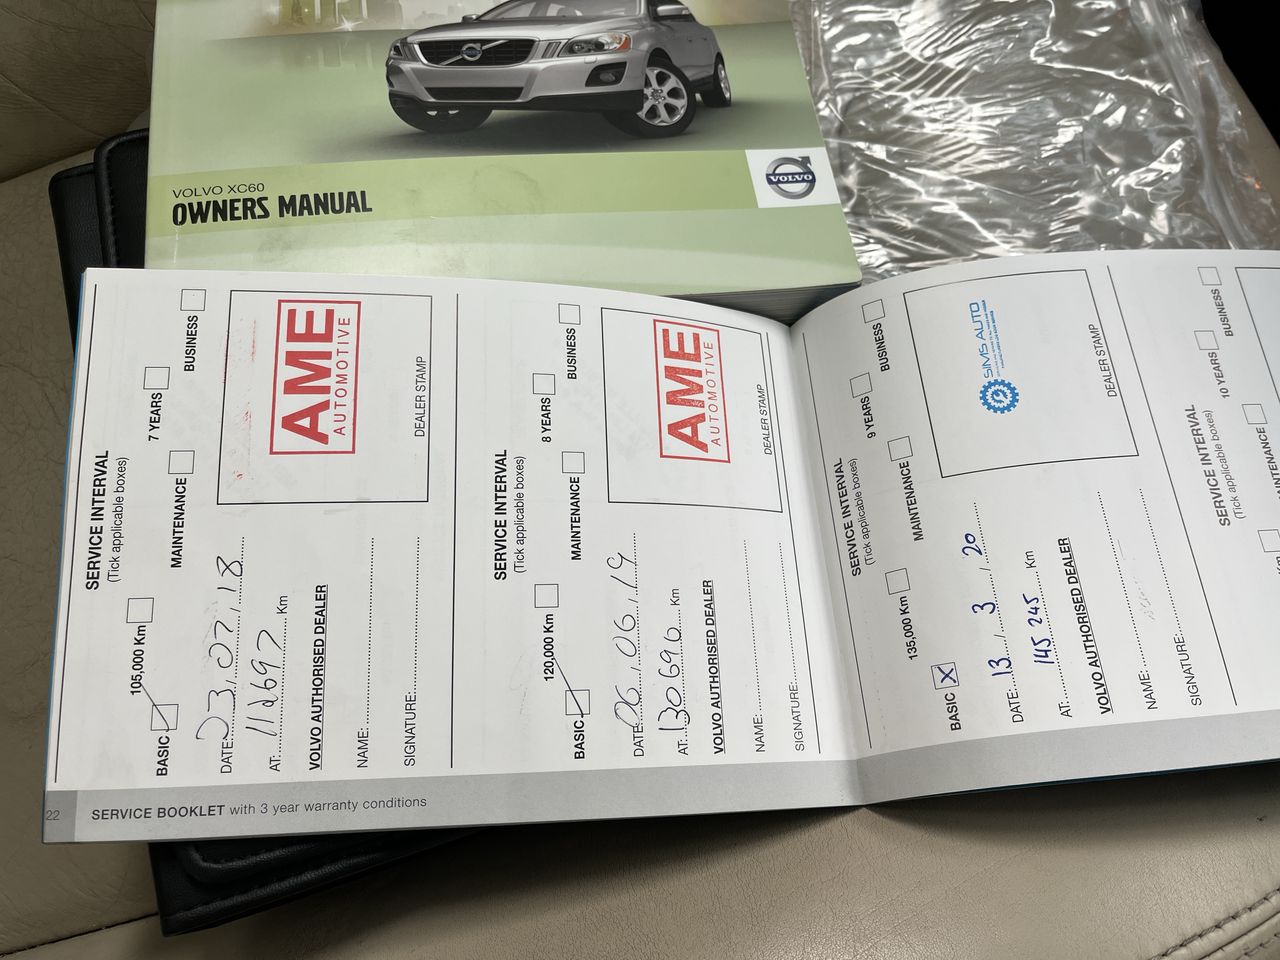 VOLVO XC60
OWNERS MANUAL
VOLVO
SERVICE INTERVAL
(Tick applicable boxes)
BASIC
105,000 Km
MAINTENANCE
7 YEARS
BUSINESS
DATE: 23.07.18
AT: 112697 Km
VOLVO AUTHORISED DEALER
NAME:
SIGNATURE:
AME
AUTOMOTIVE
DEALER STAMP
SERVICE INTERVAL
(Tick applicable boxes)
BASIC
120,000 Km
MAINTENANCE
8 YEARS
BUSINESS
DATE: 06.06.19
AT: 130696 Km
VOLVO AUTHORISED DEALER
NAME:
SIGNATURE:
AME
AUTOMOTIVE
DEALER STAMP
22 SERVICE BOOKLET with 3 year warranty conditions
SERVICE INTERVAL
(Tick applicable boxes)
BASIC X
135,000 Km
MAINTENANCE
9 YEARS
BUSINESS
DATE: 13.3.20
AT: 145 245 Km
VOLVO AUTHORISED DEALER
NAME:
SIGNATURE:
SIMS AUTO
DEALER STAMP
SERVICE INTERVAL
(Tick applicable boxes)
Km
10 YEARS
BUSINESS